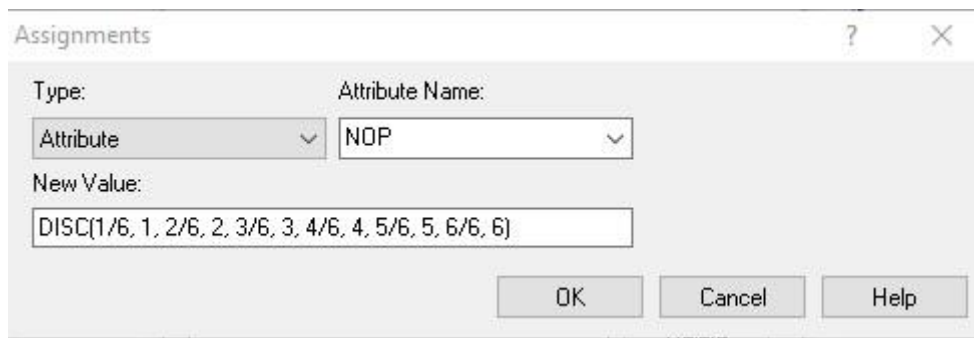 Assignments ?
Type: Attribute Name:
Attribute NOP
New Value:
DISC(1/6, 1, 2/6, 2, 3/6, 3, 4/6, 4, 5/6, 5, 6/6, 6)
OK Cancel Help